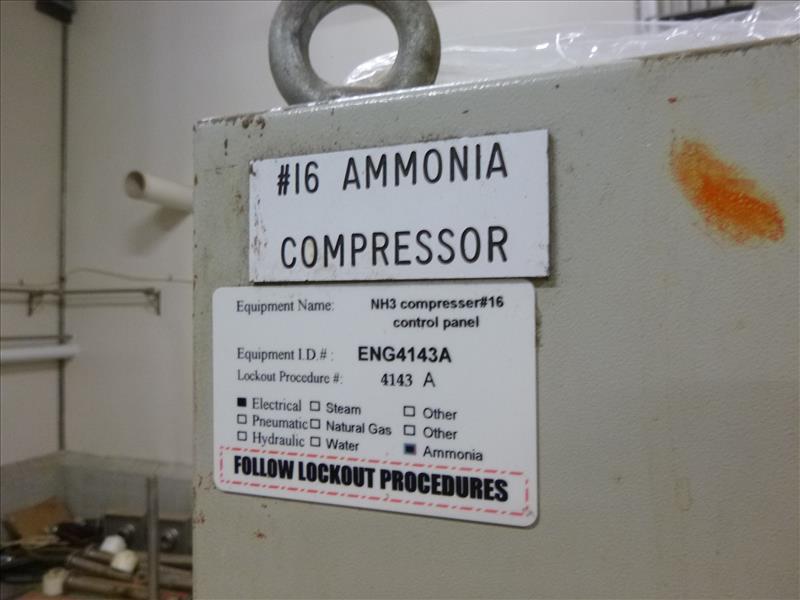 #16 AMMONIA
COMPRESSOR
Equipment Name: NH3 compresser#16
control panel
Equipment I.D.# : ENG4143A
Lockout Procedure #: 4143 A
■ Electrical □ Steam □ Other
□ Pneumatic □ Natural Gas □ Other
□ Hydraulic □ Water ■ Ammonia
FOLLOW LOCKOUT PROCEDURES